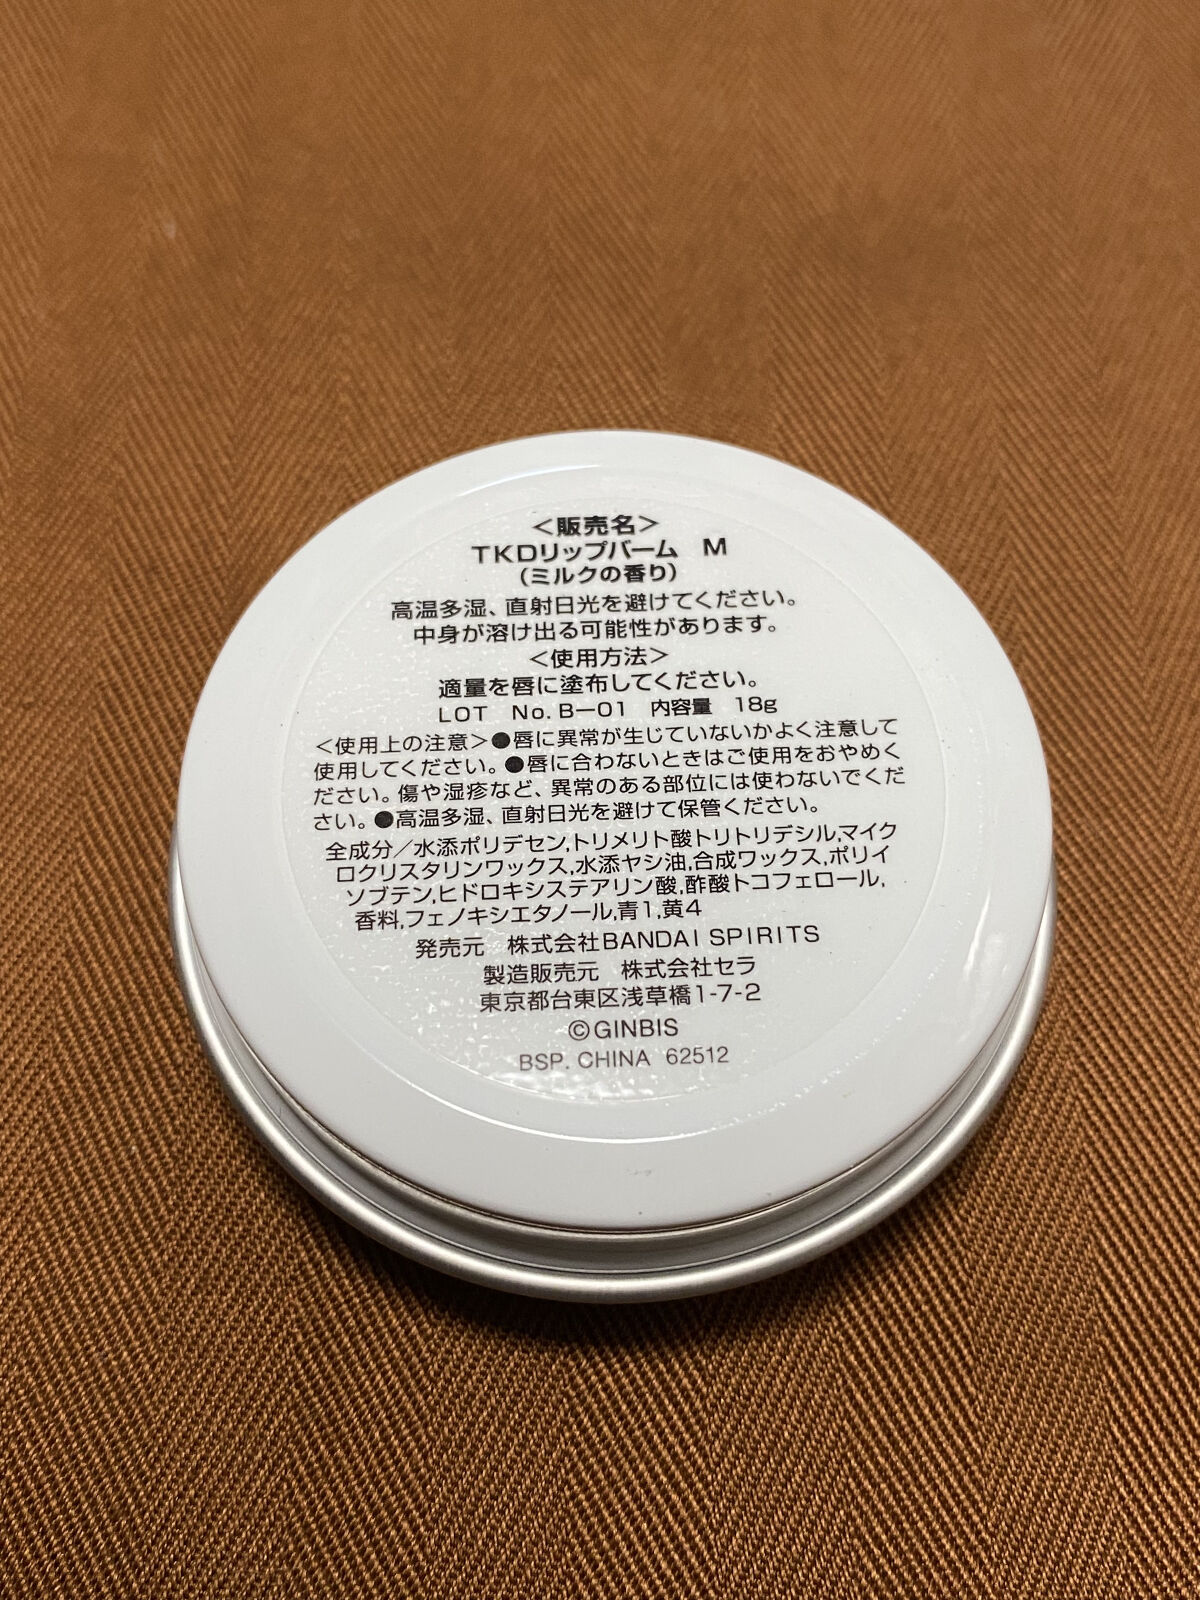 ＜販売名＞
TKDリップバーム　M
(ミルクの香り)
高温多湿、直射日光を避けてください。
中身が溶け出る可能性があります。
＜使用方法＞
適量を唇に塗布してください。
LOT　No.B－01　内容量　18g
＜使用上の注意＞●唇に異常が生じていないかよく注意して
使用してください。●唇に合わないときはご使用をおやめく
ださい。傷や湿疹など、異常のある部位には使わないでくだ
さい。●高温多湿、直射日光を避けて保管ください。
全成分／水添ポリデセン,トリメリト酸トリトリデシル,マイク
ロクリスタリンワックス,水添ヤシ油,合成ワックス,ポリイ
ソブテン,ヒドロキシステアリン酸,酢酸トコフェロール,
香料,フェノキシエタノール,青1,黄4
発売元　株式会社BANDAI SPIRITS
製造販売元　株式会社セラ
東京都台東区浅草橋1-7-2
©GINBIS
BSP. CHINA 62512